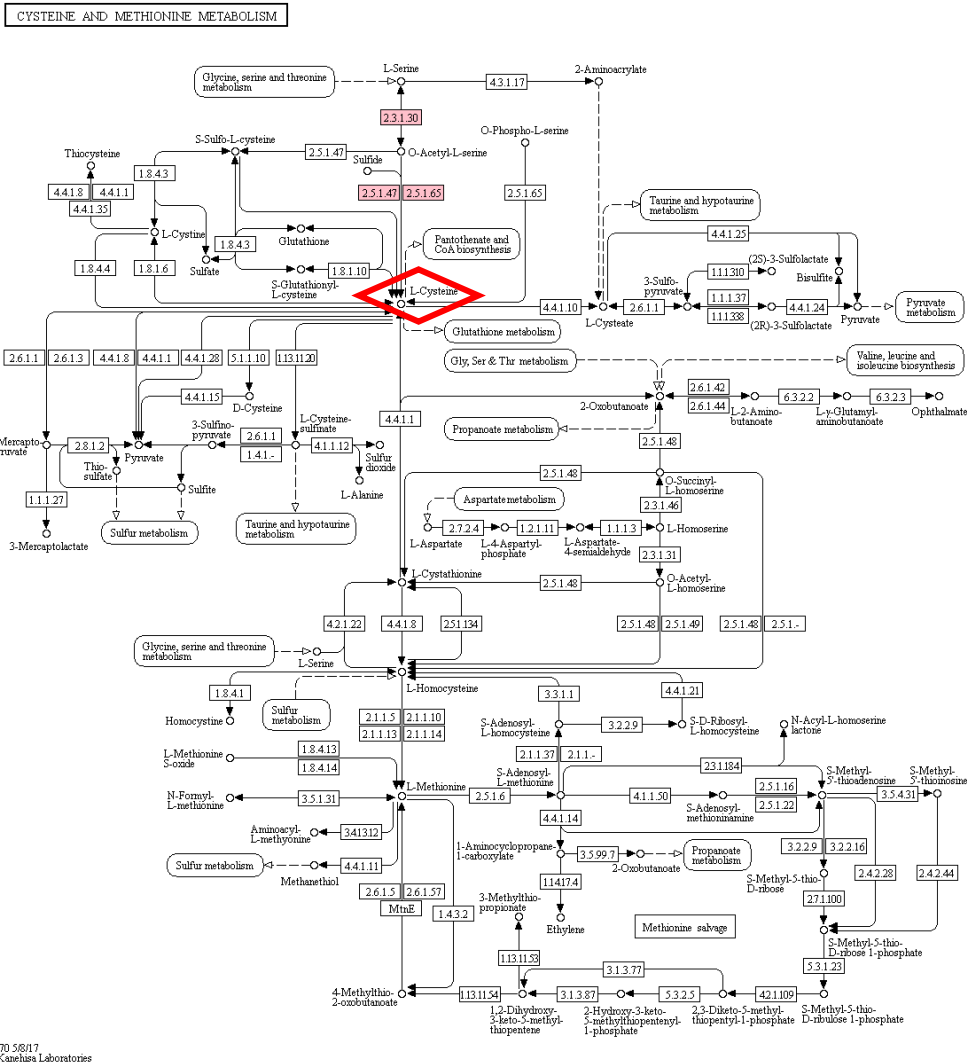 CYSTEINE AND METHIONINE METABOLISM
Glycine, serine and threonine
metabolism
L-Serine
4.3.1.17
2-Aminoacrylate
2.3.1.30
O-Phospho-L-serine
S-Sulfo-L-cysteine
2.5.1.47
O-Acetyl-L-serine
Thiocysteine
Sulfide
1.8.4.3
4.4.1.8
4.4.1.1
4.4.1.35
2.5.1.47
2.5.1.65
2.5.1.65
Taurine and hypotaurine
metabolism
L-Cystine
Glutathione
1.8.4.3
Sulfate
Pantothenate and
CoA biosynthesis
4.4.1.25
1.8.4.4
1.8.1.6
1.8.1.10
S-Glutathionyl-
L-cysteine
L-Cysteine
(2S)-3-Sulfolactate
1.1.1.310
Bisulfite
3-Sulfo-
pyruvate
4.4.1.10
L-Cysteate
2.6.1.1
1.1.1.37
1.1.1.338
(2R)-3-Sulfolactate
4.4.1.24
Pyruvate
Pyruvate
metabolism
Glutathione metabolism
2.6.1.1
2.6.1.3
4.4.1.8
4.4.1.1
4.4.1.28
5.1.1.10
1.13.11.20
Gly, Ser & Thr metabolism
Valine, leucine and
isoleucine biosynthesis
4.4.1.15
D-Cysteine
4.4.1.1
2-Oxobutanoate
2.6.1.42
2.6.1.44
L-2-Amino-
butanoate
6.3.2.2
L-γ-Glutamyl-
aminobutanoate
6.3.2.3
Ophthalmate
Mercapto
ruvate
2.8.1.2
Pyruvate
3-Sulfino-
pyruvate
2.6.1.1
1.4.1.-
L-Cysteine-
sulfinate
4.1.1.12
Sulfur
dioxide
Propanoate metabolism
2.5.1.48
Thio-
sulfate
Sulfite
L-Alanine
2.5.1.48
O-Succinyl-
L-homoserine
1.1.1.27
Aspartate metabolism
2.3.1.46
3-Mercaptolactate
Sulfur metabolism
Taurine and hypotaurine
metabolism
L-Aspartate
2.7.2.4
L-4-Aspartyl-
phosphate
1.2.1.11
L-Aspartate-
4-semialdehyde
1.1.1.3
L-Homoserine
2.3.1.31
L-Cystathionine
2.5.1.48
O-Acetyl-
L-homoserine
4.2.1.22
4.4.1.8
2.5.1.134
2.5.1.48
2.5.1.49
2.5.1.48
2.5.1.-
Glycine, serine and threonine
metabolism
L-Serine
L-Homocysteine
1.8.4.1
Homocystine
Sulfur
metabolism
3.3.1.1
4.4.1.21
2.1.1.5
2.1.1.10
2.1.1.13
2.1.1.14
S-Adenosyl-
L-homocysteine
3.2.2.9
S-D-Ribosyl-
L-homocysteine
N-Acyl-L-homoserine
lactone
L-Methionine
S-oxide
1.8.4.13
1.8.4.14
2.1.1.37
2.1.1.-
2.3.1.184
N-Formyl-
L-methionine
3.5.1.31
L-Methionine
2.5.1.6
S-Adenosyl-
L-methionine
4.1.1.50
S-Adenosyl-
methioninamine
2.5.1.16
2.5.1.22
S-Methyl-
5'-thioadenosine
3.5.4.31
S-Methyl-
5'-thioinosine
4.4.1.14
Aminoacyl-
L-methyonine
3.4.13.12
3.2.2.9
3.2.2.16
Sulfur metabolism
Methanethiol
4.4.1.11
1-Aminocyclopropane-
1-carboxylate
3.5.99.7
2-Oxobutanoate
Propanoate
metabolism
S-Methyl-5-thio-
D-ribose
2.4.2.28
2.4.2.44
2.6.1.5
2.6.1.57
MtnE
1.4.3.2
1.14.17.4
Ethylene
3-Methylthio-
propionate
2.7.1.100
Methionine salvage
S-Methyl-5-thio-
D-ribose 1-phosphate
1.13.11.53
3.1.3.77
5.3.1.23
4-Methylthio-
2-oxobutanoate
1.13.11.54
1,2-Dihydroxy-
3-keto-5-methyl-
thiopentene
3.1.3.87
2-Hydroxy-3-keto-
5-methylthiopentenyl-
1-phosphate
5.3.2.5
2,3-Diketo-5-methyl-
thiopentyl-1-phosphate
4.2.1.109
S-Methyl-5-thio-
D-ribulose 1-phosphate
70 5/8/17
Kanehisa Laboratories